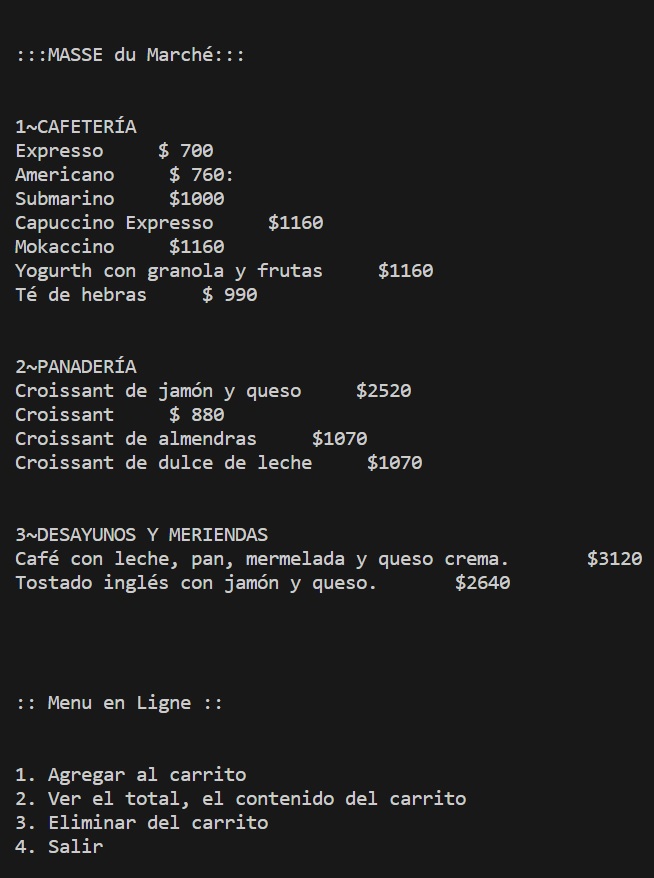 :::MASSE du Marché:::
1~CAFETERÍA
Expresso     $ 700
Americano     $ 760:
Submarino     $1000
Capuccino Expresso     $1160
Mokaccino     $1160
Yogurth con granola y frutas     $1160
Té de hebras     $ 990
2~PANADERÍA
Croissant de jamón y queso     $2520
Croissant     $ 880
Croissant de almendras     $1070
Croissant de dulce de leche     $1070
3~DESAYUNOS Y MERIENDAS
Café con leche, pan, mermelada y queso crema.       $3120
Tostado inglés con jamón y queso.       $2640
:: Menu en Ligne ::
1. Agregar al carrito
2. Ver el total, el contenido del carrito
3. Eliminar del carrito
4. Salir